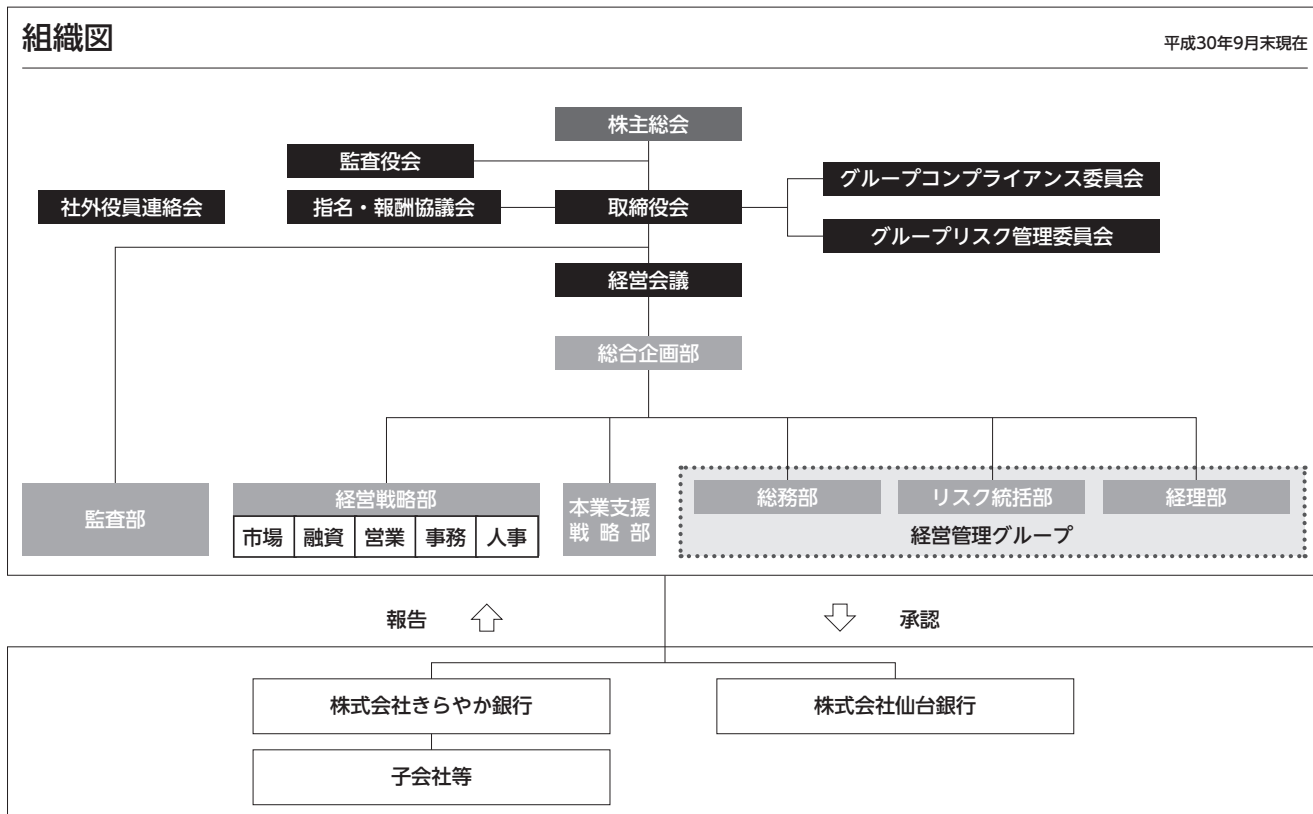 組織図
平成30年9月末現在
株主総会
監査役会
グループコンプライアンス委員会
社外役員連絡会
指名・報酬協議会
取締役会
グループリスク管理委員会
経営会議
総合企画部
監査部
経営戦略部
市場
融資
営業
事務
人事
本業支援
戦略部
総務部
リスク統括部
経理部
経営管理グループ
報告
承認
株式会社きらやか銀行
株式会社仙台銀行
子会社等